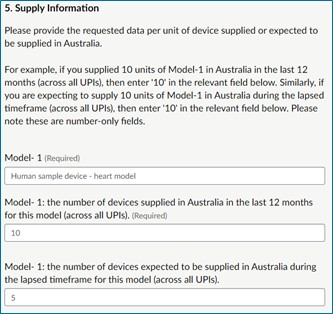 5. Supply Information
Please provide the requested data per unit of device supplied or expected to
be supplied in Australia.
For example, if you supplied 10 units of Model-1 in Australia in the last 12
months (across all UPIs), then enter '10' in the relevant field below. Similarly, if
you are expecting to supply 10 units of Model-1 in Australia during the lapsed
timeframe (across all UPIs), then enter '10' in the relevant field below. Please
note these are number-only fields.
Model- 1 (Required)
Human sample device - heart model
Model- 1: the number of devices supplied in Australia in the last 12 months
for this model (across all UPIs). (Required)
10
Model- 1: the number of devices expected to be supplied in Australia during
the lapsed timeframe for this model (across all UPIs).
5